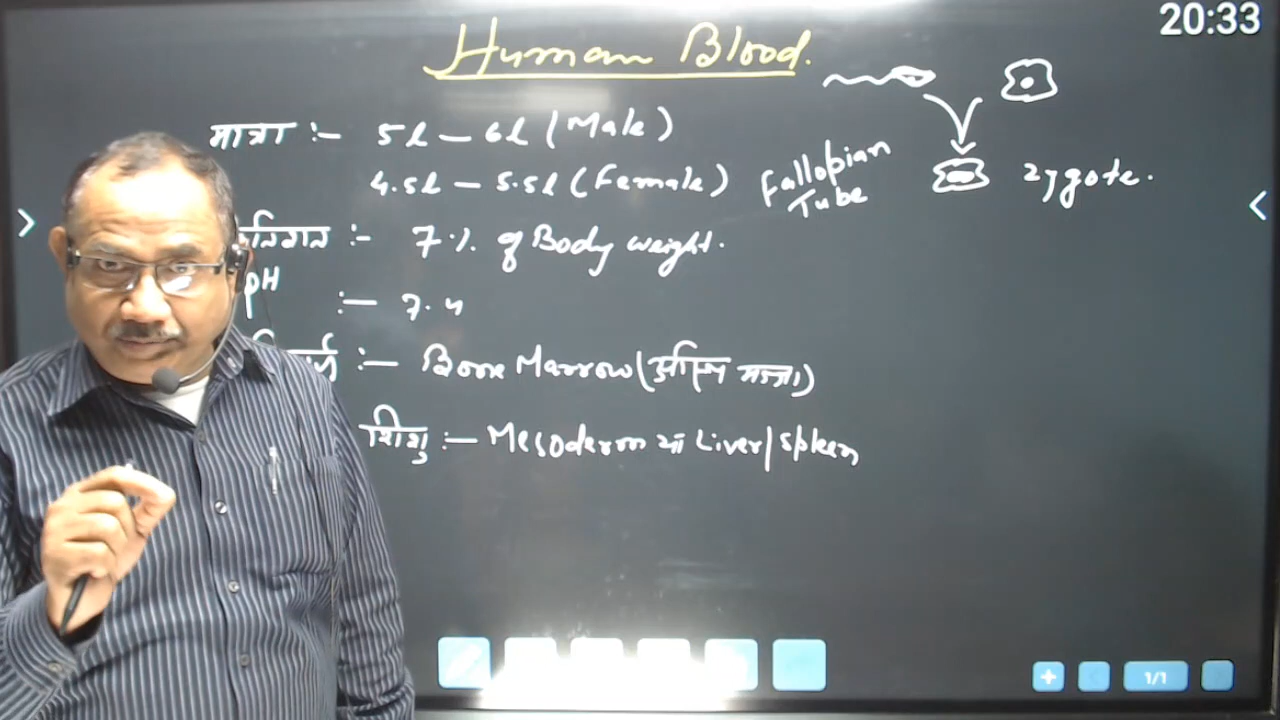 20:33
Human Blood.
मात्रा :- 5l - 6l (Male)
4.5l - 5.5l (Female)
Fallopian
Tube
zygote.
:- 7% of Body weight.
pH :- 7.4
:- Bone Marrow (अस्थि मज्जा)
शिशु :- Mesoderm या Liver/Spleen
1/1